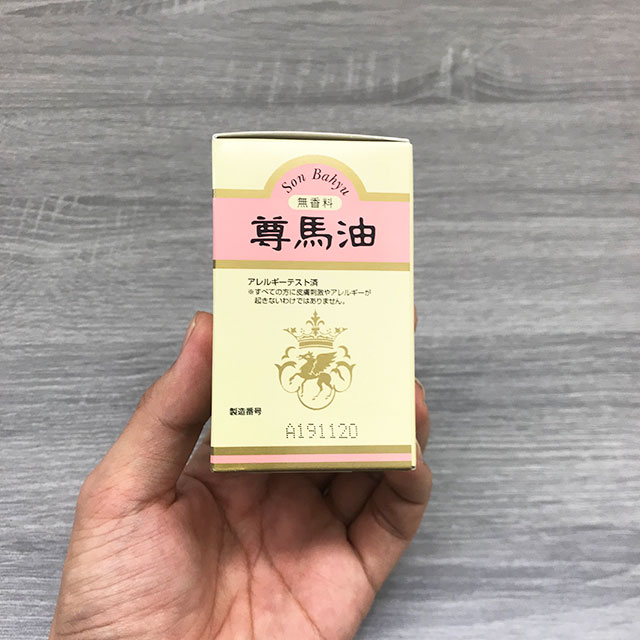 Son Bahyu
無香料
尊馬油
アレルギーテスト済
※すべての方に皮膚刺激やアレルギーが
起きないわけではありません。
製造番号
A191120